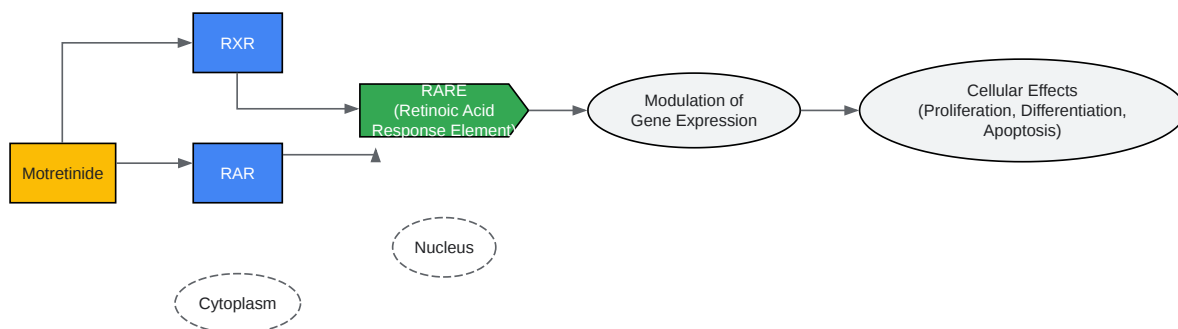 RXR
RARE
(Retinoic Acid
Response Element)
Modulation of
Gene Expression
Cellular Effects
(Proliferation, Differentiation,
Apoptosis)
Motretinide
RAR
Nucleus
Cytoplasm